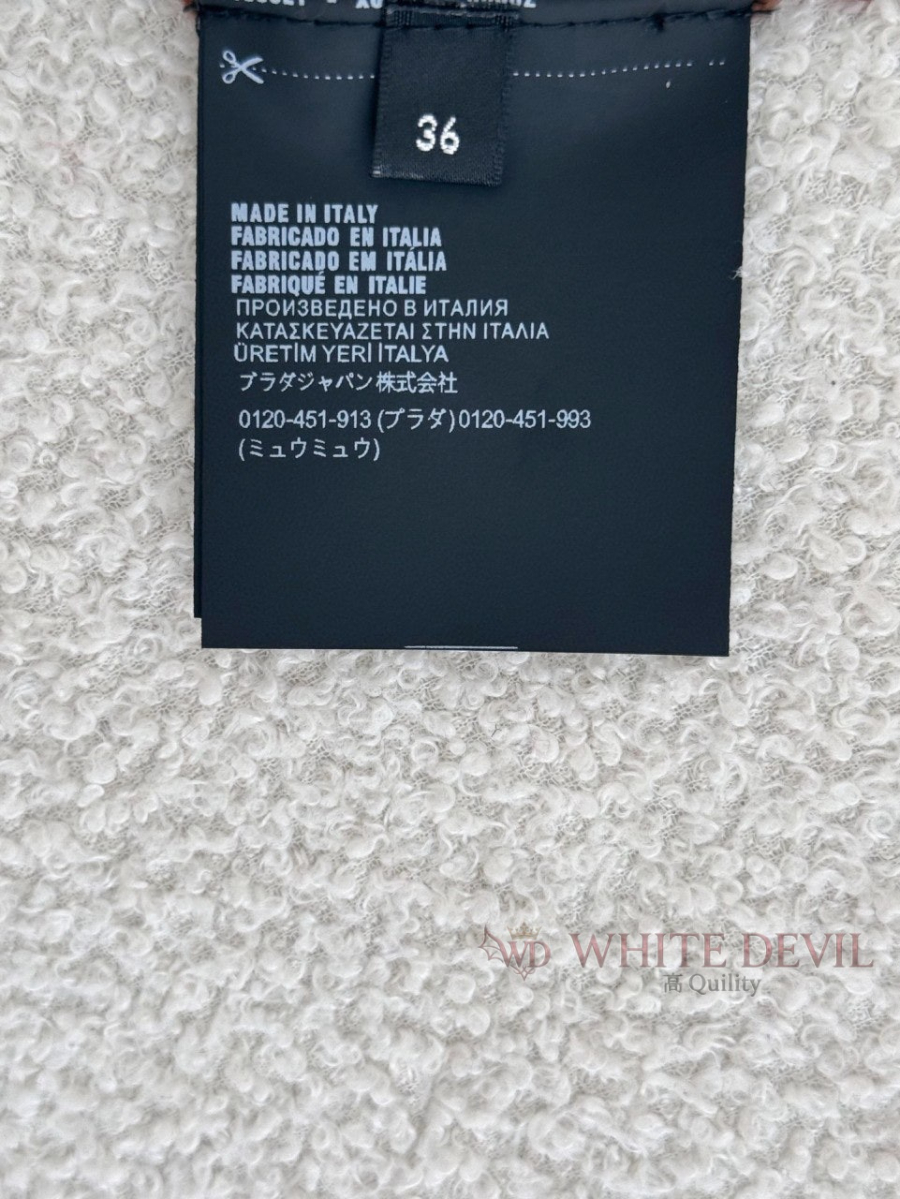 36
MADE IN ITALY
FABRICADO EN ITALIA
FABRICADO EM ITÁLIA
FABRIQUÉ EN ITALIE
ПРОИЗВЕДЕНО В ИТАЛИЯ
ΚΑΤΑΣΚΕΥΑΖΕΤΑΙ ΣΤΗΝ ΙΤΑΛΙΑ
ÜRETİM YERİ İTALYA
プラダジャパン株式会社
0120-451-913 (プラダ)0120-451-993
(ミュウミュウ)
WD WHITE DEVIL
高 Quility